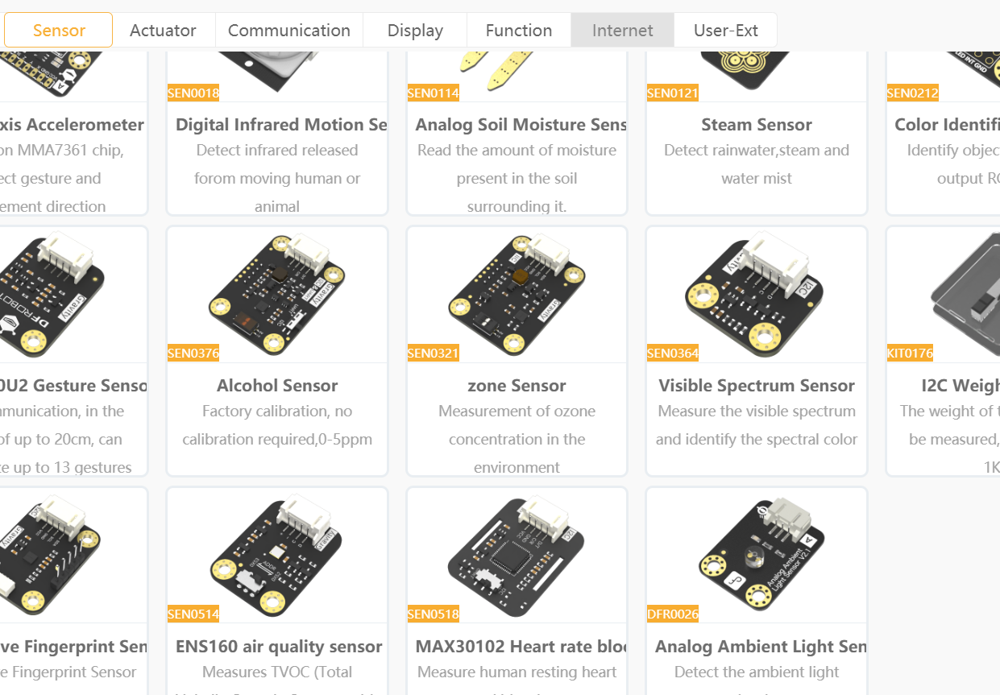 Sensor Actuator Communication Display Function Internet User-Ext
SEN0018 SEN0114 SEN0121 SEN0212
xis Accelerometer Digital Infrared Motion Se Analog Soil Moisture Sens Steam Sensor Color Identifi
on MMA7361 chip, Detect infrared released Read the amount of moisture Detect rainwater,steam and Identify objec
ect gesture and forom moving human or present in the soil water mist output RG
ement direction animal surrounding it.
SEN0376 SEN0321 SEN0364 KIT0176
0U2 Gesture Senso Alcohol Sensor zone Sensor Visible Spectrum Sensor I2C Weigh
munication, in the Factory calibration, no Measurement of ozone Measure the visible spectrum The weight of t
of up to 20cm, can calibration required,0-5ppm concentration in the and identify the spectral color be measured,
ze up to 13 gestures environment 1K
SEN0514 SEN0518 DFR0026
Analog Ambient
Light Sensor V2.1
ve Fingerprint Sen ENS160 air quality sensor MAX30102 Heart rate bloo Analog Ambient Light Sen
e Fingerprint Sensor Measures TVOC (Total Measure human resting heart Detect the ambient light